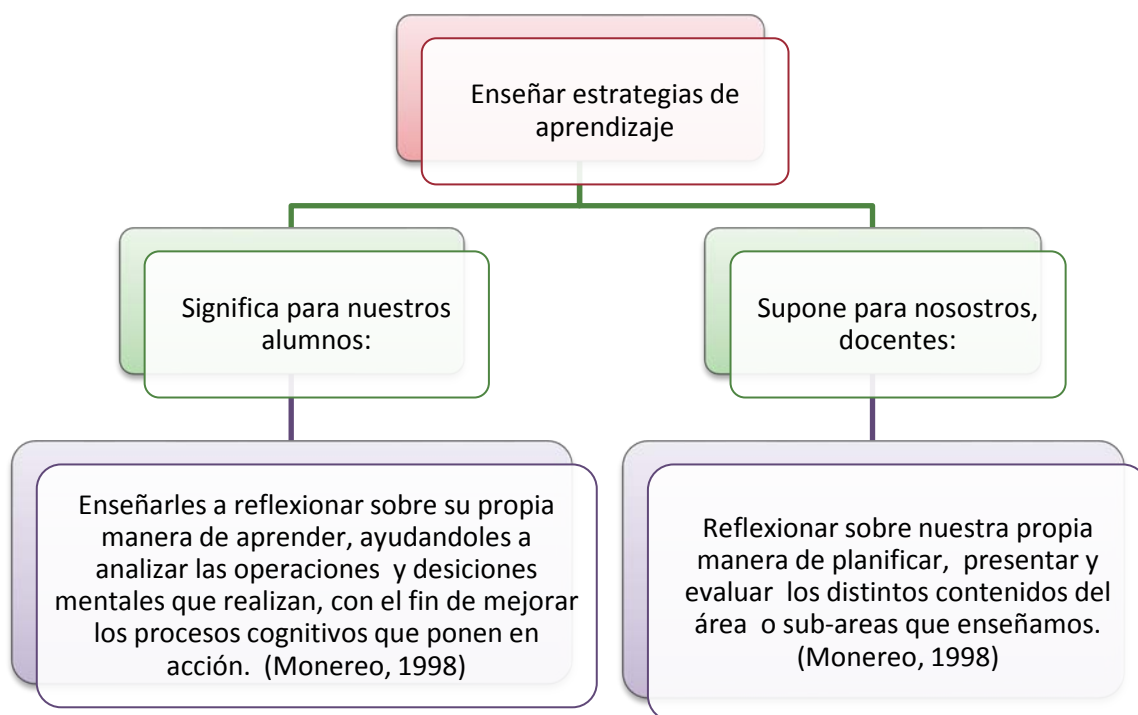 Enseñar estrategias de
aprendizaje
Significa para nuestros
alumnos:
Supone para nosostros,
docentes:
Enseñarles a reflexionar sobre su propia
manera de aprender, ayudandoles a
analizar las operaciones y desiciones
mentales que realizan, con el fin de mejorar
los procesos cognitivos que ponen en
acción. (Monereo, 1998)
Reflexionar sobre nuestra propia
manera de planificar, presentar y
evaluar los distintos contenidos del
área o sub-areas que enseñamos.
(Monereo, 1998)